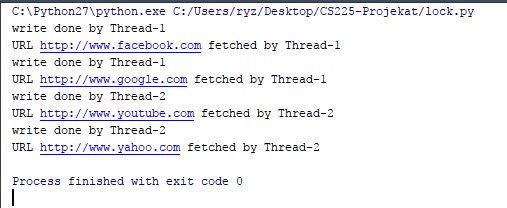 C:\Python27\python.exe C:/Users/ryz/Desktop/CS225-Projekat/lock.py
write done by Thread-1
URL http://www.facebook.com fetched by Thread-1
write done by Thread-1
URL http://www.google.com fetched by Thread-1
write done by Thread-2
URL http://www.youtube.com fetched by Thread-2
write done by Thread-2
URL http://www.yahoo.com fetched by Thread-2
Process finished with exit code 0